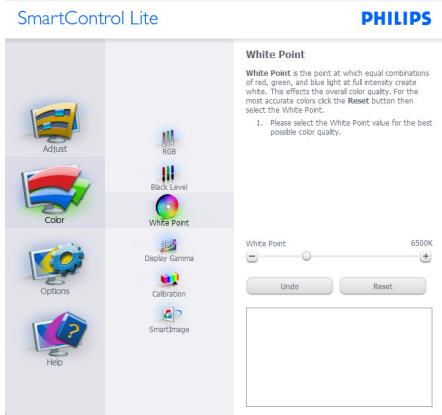 SmartControl Lite
PHILIPS
Adjust
Color
Options
Help
RGB
Black Level
White Point
Display Gamma
Calibration
SmartImage
White Point
White Point is the point at which equal combinations
of red, green, and blue light at full intensity create
white. This effects the overall color quality. For the
most accurate colors click the Reset button then
select the White Point.
1. Please select the White Point value for the best
possible color quality.
White Point 6500K
Undo Reset